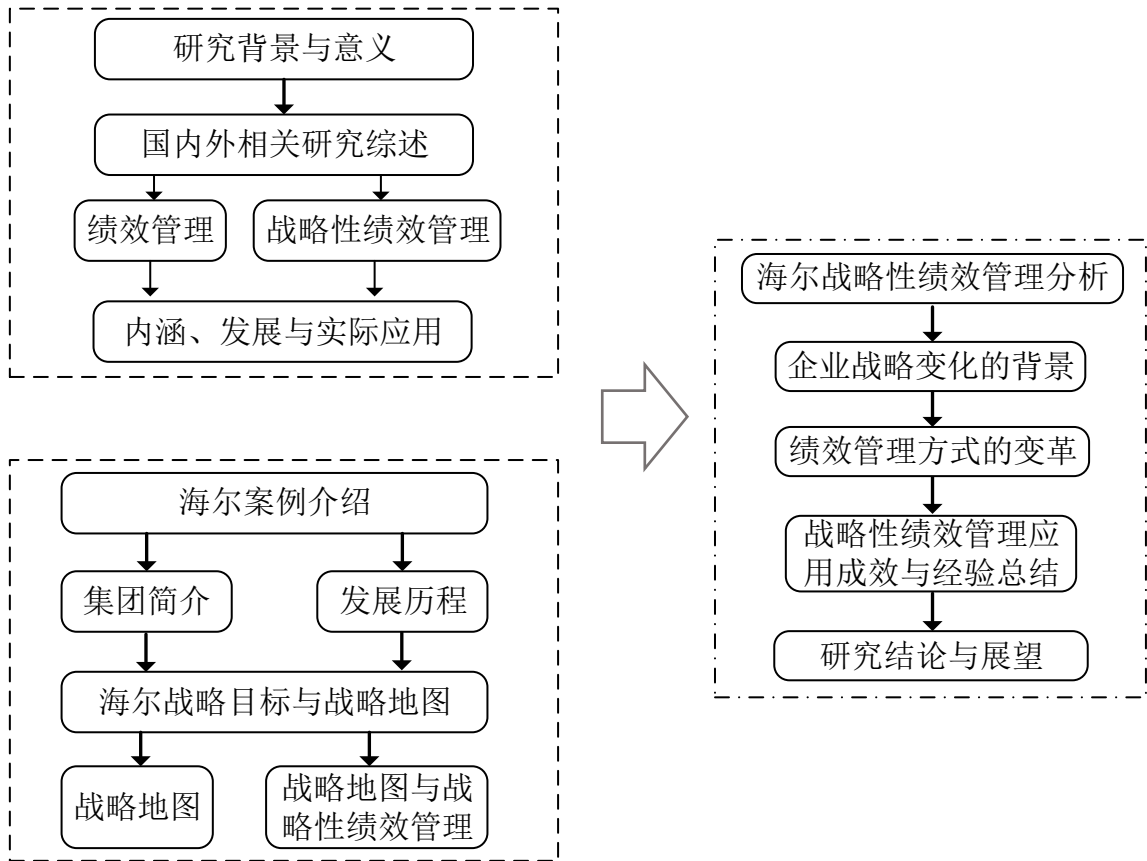 研究背景与意义
国内外相关研究综述
绩效管理
战略性绩效管理
内涵、发展与实际应用
海尔案例介绍
集团简介
发展历程
海尔战略目标与战略地图
战略地图
战略地图与战
略性绩效管理
海尔战略性绩效管理分析
企业战略变化的背景
绩效管理方式的变革
战略性绩效管理应
用成效与经验总结
研究结论与展望